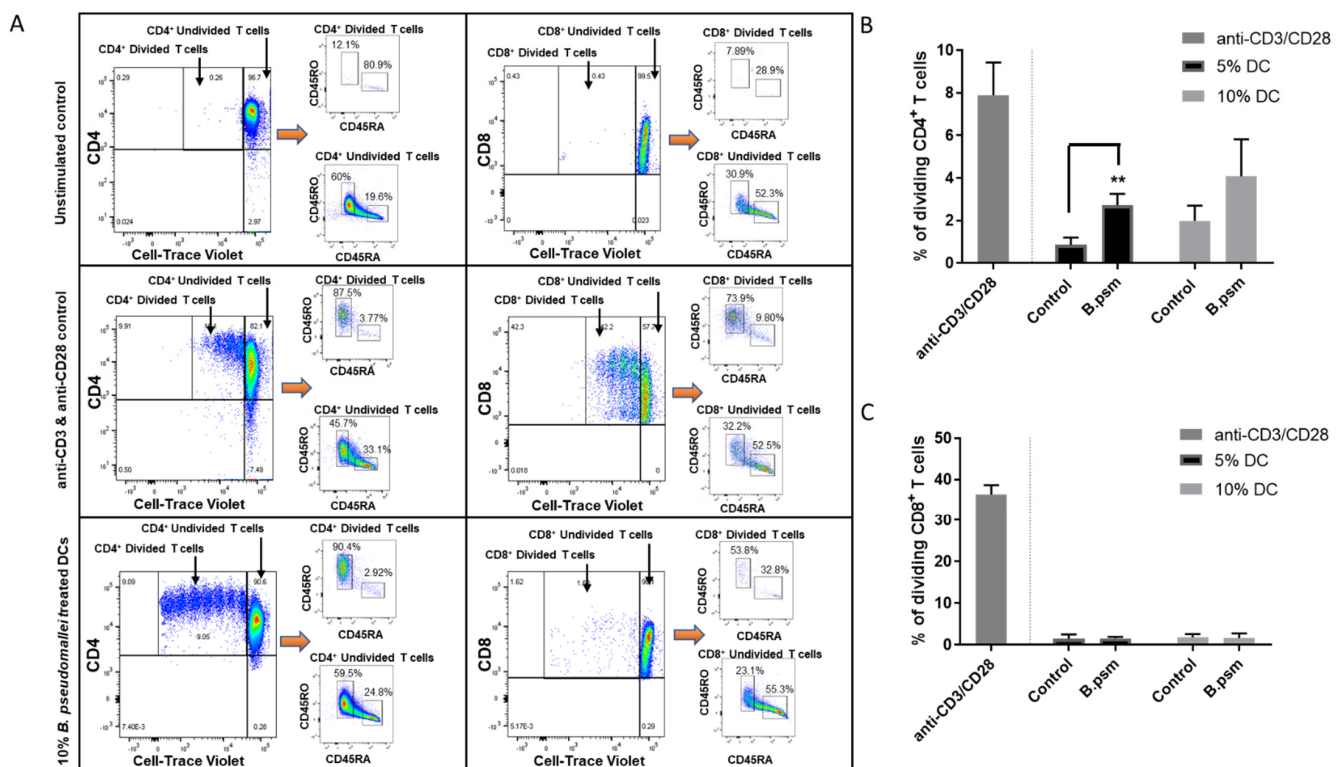 A
Unstimulated control
CD4+ Undivided T cells
CD4+ Divided T cells
0.29
0.26
96.7
0.024
2.97
CD4
Cell-Trace Violet
CD4+ Divided T cells
12.1%
80.9%
CD45RO
CD45RA
CD4+ Undivided T cells
60%
19.6%
CD45RO
CD45RA
CD8+ Undivided T cells
CD8+ Divided T cells
0.43
0.43
99.5
0
0.023
CD8
Cell-Trace Violet
CD8+ Divided T cells
7.89%
28.9%
CD45RO
CD45RA
CD8+ Undivided T cells
30.9%
52.3%
CD45RO
CD45RA
anti-CD3 & anti-CD28 control
CD4+ Undivided T cells
CD4+ Divided T cells
9.91
82.1
0.50
7.49
CD4
Cell-Trace Violet
CD4+ Divided T cells
87.5%
3.77%
CD45RO
CD45RA
CD4+ Undivided T cells
45.7%
33.1%
CD45RO
CD45RA
CD8+ Undivided T cells
CD8+ Divided T cells
42.3
0.018
0
CD8
Cell-Trace Violet
CD8+ Divided T cells
73.9%
9.80%
CD45RO
CD45RA
CD8+ Undivided T cells
32.2%
52.5%
CD45RO
CD45RA
10% B. pseudomallei treated DCs
CD4+ Undivided T cells
CD4+ Divided T cells
9.09
90.6
9.05
7.40E-3
0.26
CD4
Cell-Trace Violet
CD4+ Divided T cells
90.4%
2.92%
CD45RO
CD45RA
CD4+ Undivided T cells
59.5%
24.8%
CD45RO
CD45RA
CD8+ Undivided T cells
CD8+ Divided T cells
1.62
5.17E-3
0.29
CD8
Cell-Trace Violet
CD8+ Divided T cells
53.8%
32.8%
CD45RO
CD45RA
CD8+ Undivided T cells
23.1%
55.3%
CD45RO
CD45RA
B
% of dividing CD4+ T cells
10
8
6
4
2
0
anti-CD3/CD28
5% DC
10% DC
**
anti-CD3/CD28
Control
B.psm
Control
B.psm
C
% of dividing CD8+ T cells
50
40
30
20
10
0
anti-CD3/CD28
5% DC
10% DC
anti-CD3/CD28
Control
B.psm
Control
B.psm